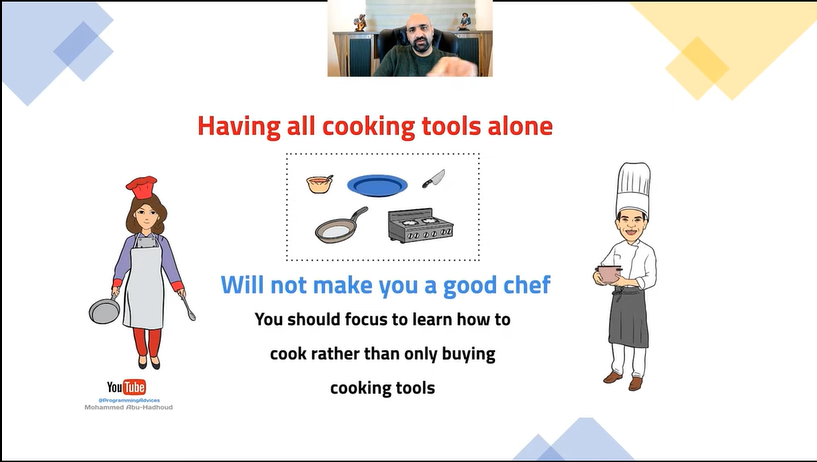 Having all cooking tools alone
Will not make you a good chef
You should focus to learn how to
cook rather than only buying
cooking tools
YouTube
@ProgrammingAdvices
Mohammed Abu-Hadhoud